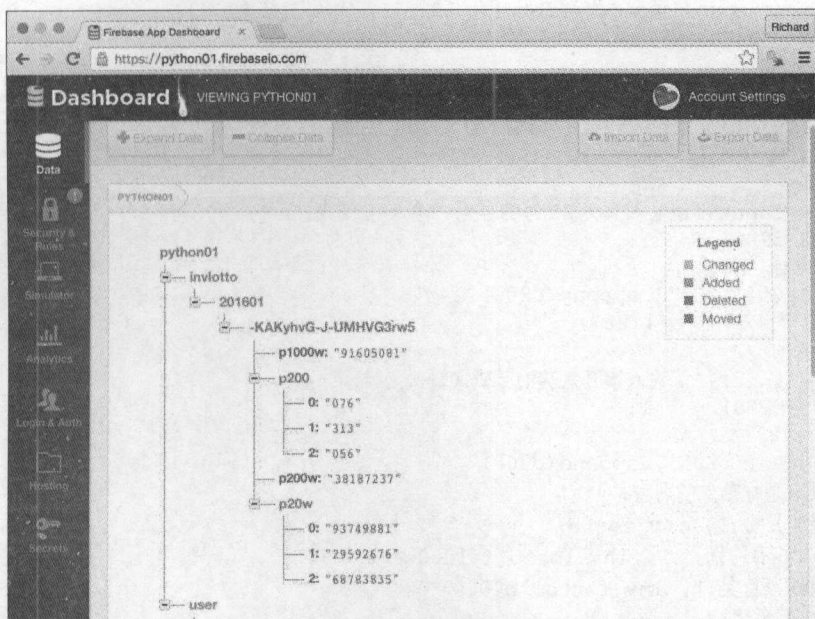 Firebase App Dashboard ×
Richard
https://python01.firebaseio.com
Dashboard VIEWING PYTHON01 Account Settings
Expand Data Collapse Data Import Data Export Data
Data
PYTHON01
Security & Rules
Simulator
Analytics
Login & Auth
Hosting
Secrets
Legend
Changed
Added
Deleted
Moved
python01
invlotto
201601
-KAKyhvG-J-UMHVG3rw5
p1000w: "91605081"
p200
0: "076"
1: "313"
2: "056"
p200w: "38187237"
p20w
0: "93749881"
1: "29592676"
2: "68783835"
user